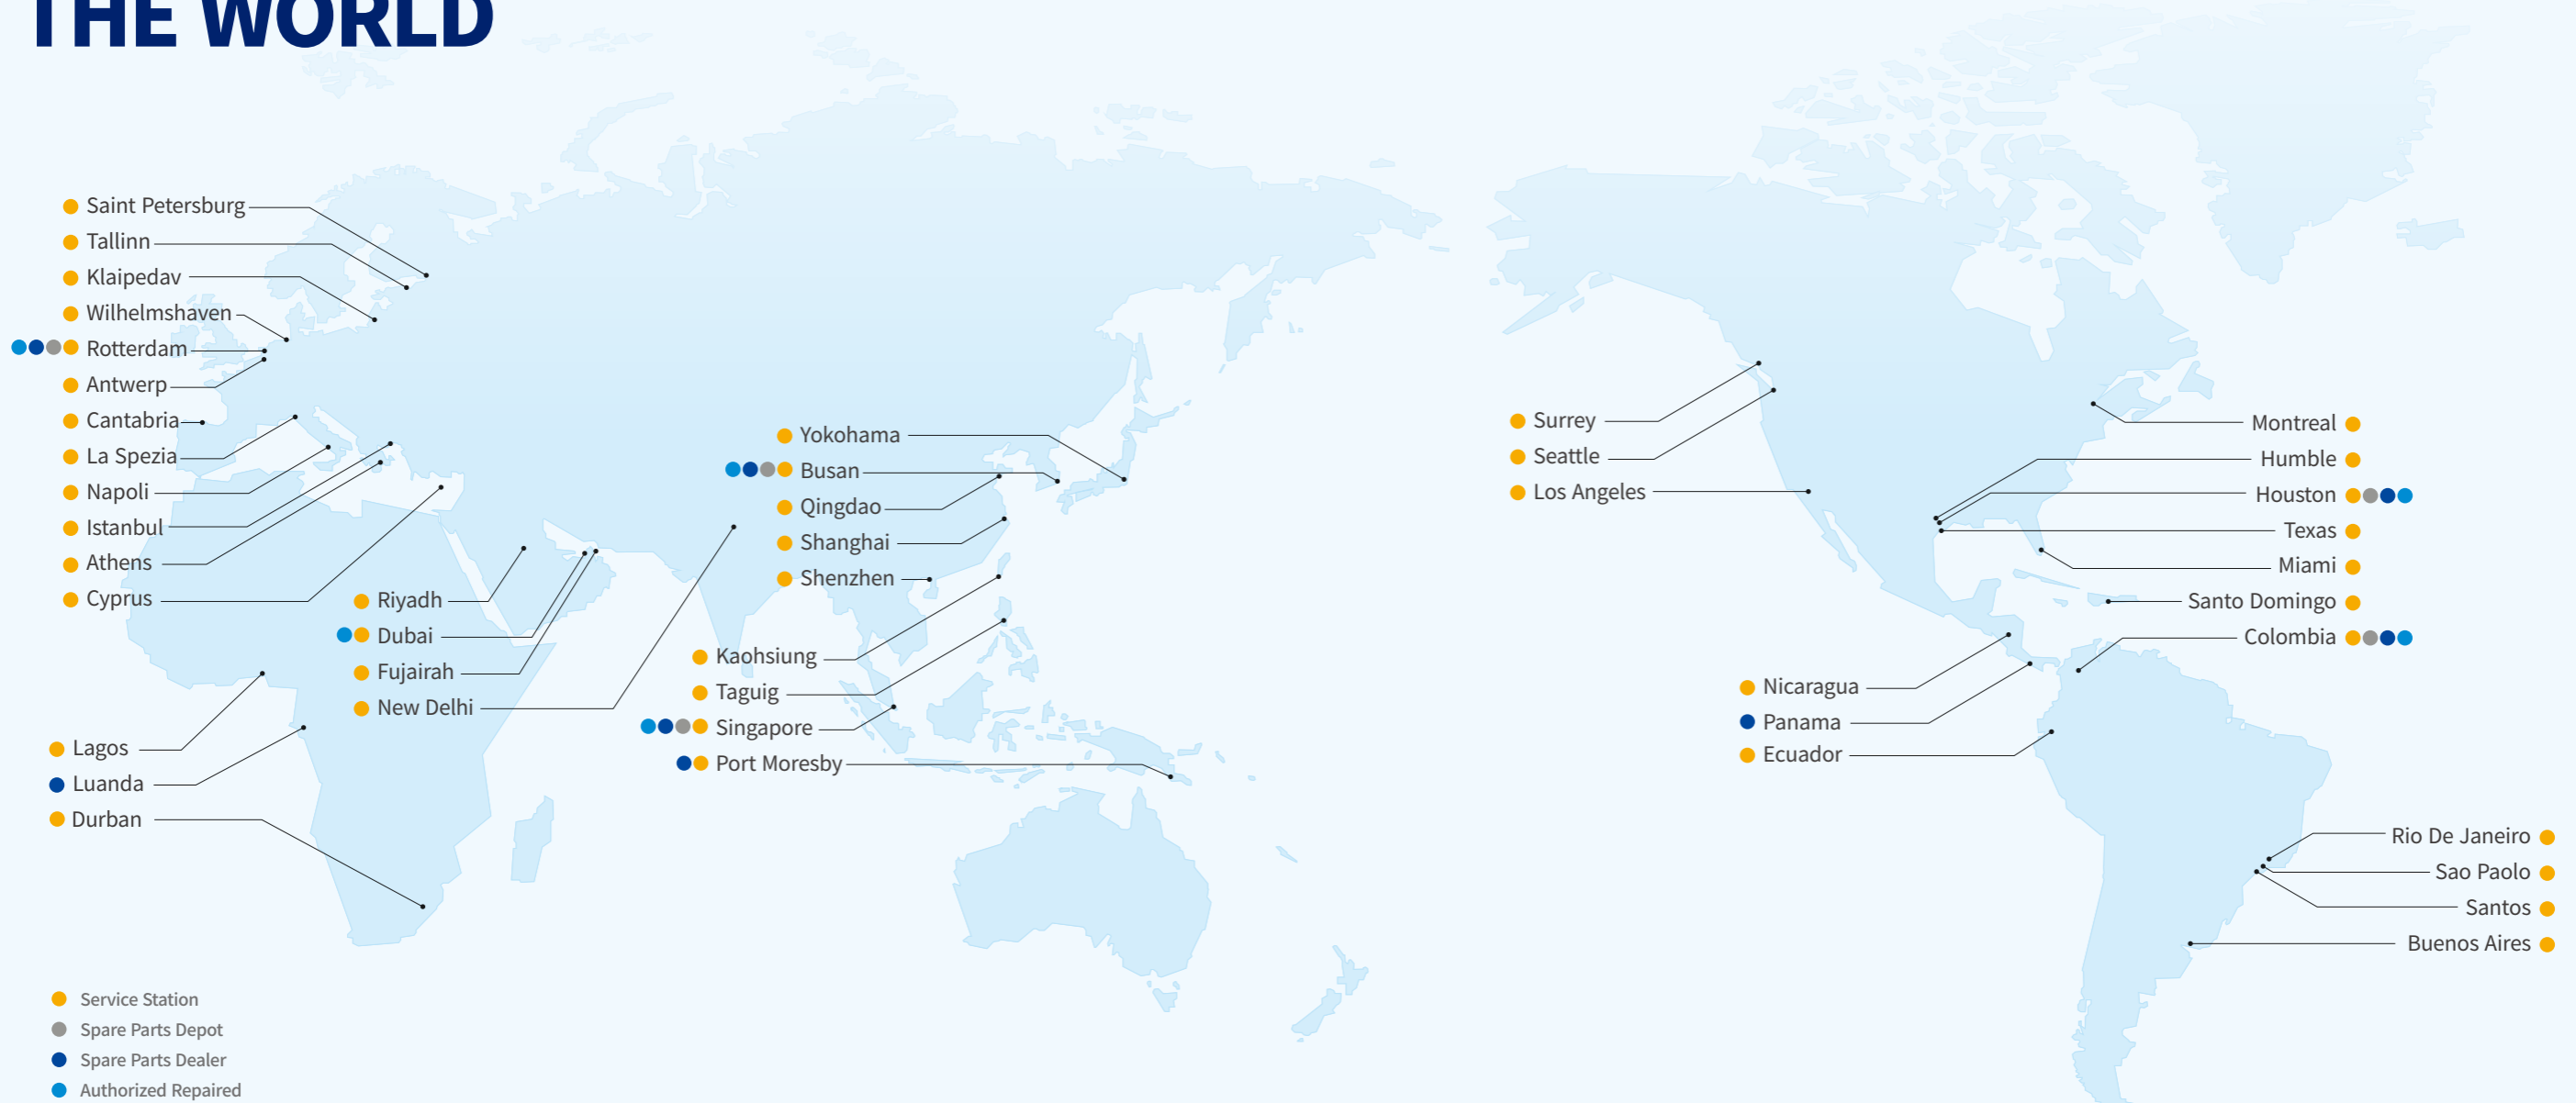 THE WORLD
Saint Petersburg
Tallinn
Klaipedav
Wilhelmshaven
Rotterdam
Antwerp
Cantabria
La Spezia
Napoli
Istanbul
Athens
Cyprus
Riyadh
Dubai
Fujairah
New Delhi
Lagos
Luanda
Durban
Yokohama
Busan
Qingdao
Shanghai
Shenzhen
Kaohsiung
Taguig
Singapore
Port Moresby
Surrey
Seattle
Los Angeles
Nicaragua
Panama
Ecuador
Montreal
Humble
Houston
Texas
Miami
Santo Domingo
Colombia
Rio De Janeiro
Sao Paolo
Santos
Buenos Aires
Service Station
Spare Parts Depot
Spare Parts Dealer
Authorized Repaired